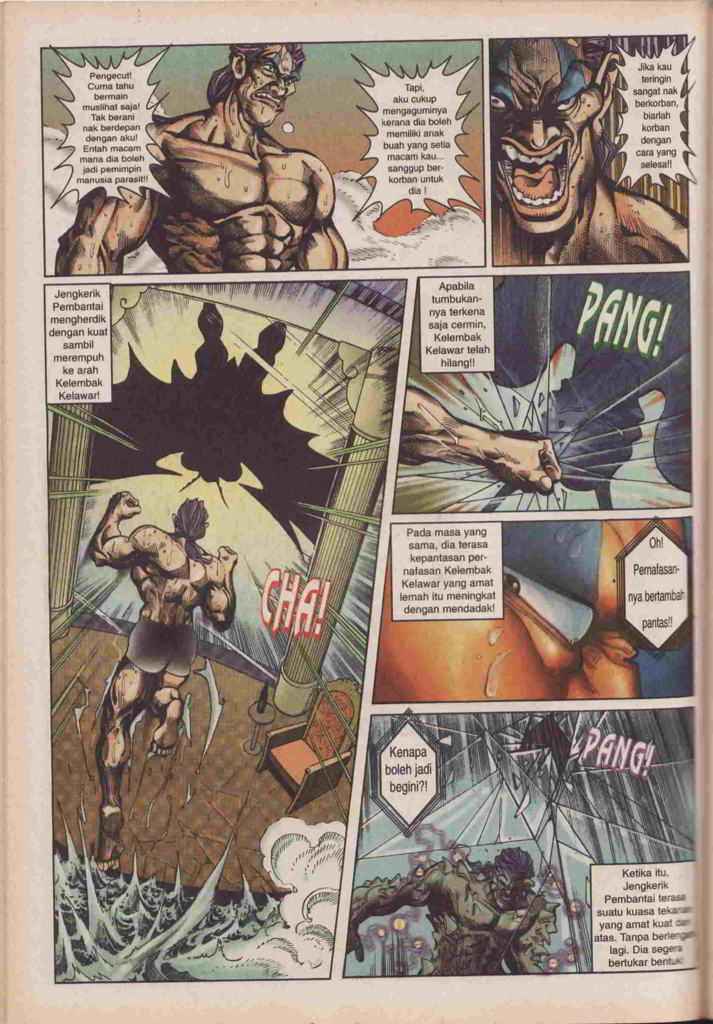 Pengecut!
Cuma tahu
bermain
muslihat saja!
Tak berani
nak berdepan
dengan aku!
Entah macam
mana dia boleh
jadi pemimpin
manusia parasit!!
Tapi,
aku cukup
mengaguminya
kerana dia boleh
memiliki anak
buah yang setia
macam kau...
sanggup ber-
korban untuk
dia !
Jika kau
teringin
sangat nak
berkorban,
biarlah
korban
dengan
cara yang
selesa!!
Jengkerik
Pembantai
mengherdik
dengan kuat
sambil
merempuh
ke arah
Kelembak
Kelawar!
CHA!
Apabila
tumbukan-
nya terkena
saja cermin,
Kelembak
Kelawar telah
hilang!!
PANG!
Pada masa yang
sama, dia terasa
kepantasan per-
nafasan Kelembak
Kelawar yang amat
lemah itu meningkat
dengan mendadak!
Oh!
Pernafasan-
nya bertambah
pantas!!
Kenapa
boleh jadi
begini?!
PANG!
Ketika itu,
Jengkerik
Pembantai terasa
suatu kuasa tekanan
yang amat kuat dari
atas. Tanpa berlengah
lagi. Dia segera
bertukar bentuk